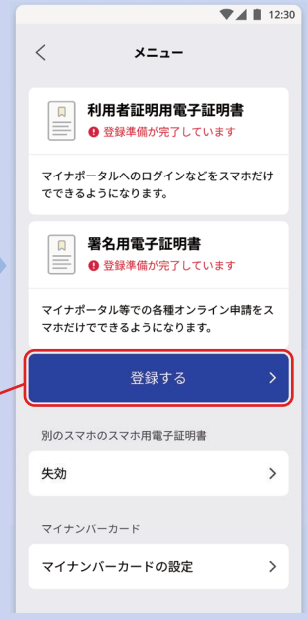 12:30
メニュー
利用者証明用電子証明書
登録準備が完了しています
マイナポータルへのログインなどをスマホだけ
でできるようになります。
署名用電子証明書
登録準備が完了しています
マイナポータル等での各種オンライン申請をス
マホだけでできるようになります。
登録する
別のスマホのスマホ用電子証明書
失効
マイナンバーカード
マイナンバーカードの設定